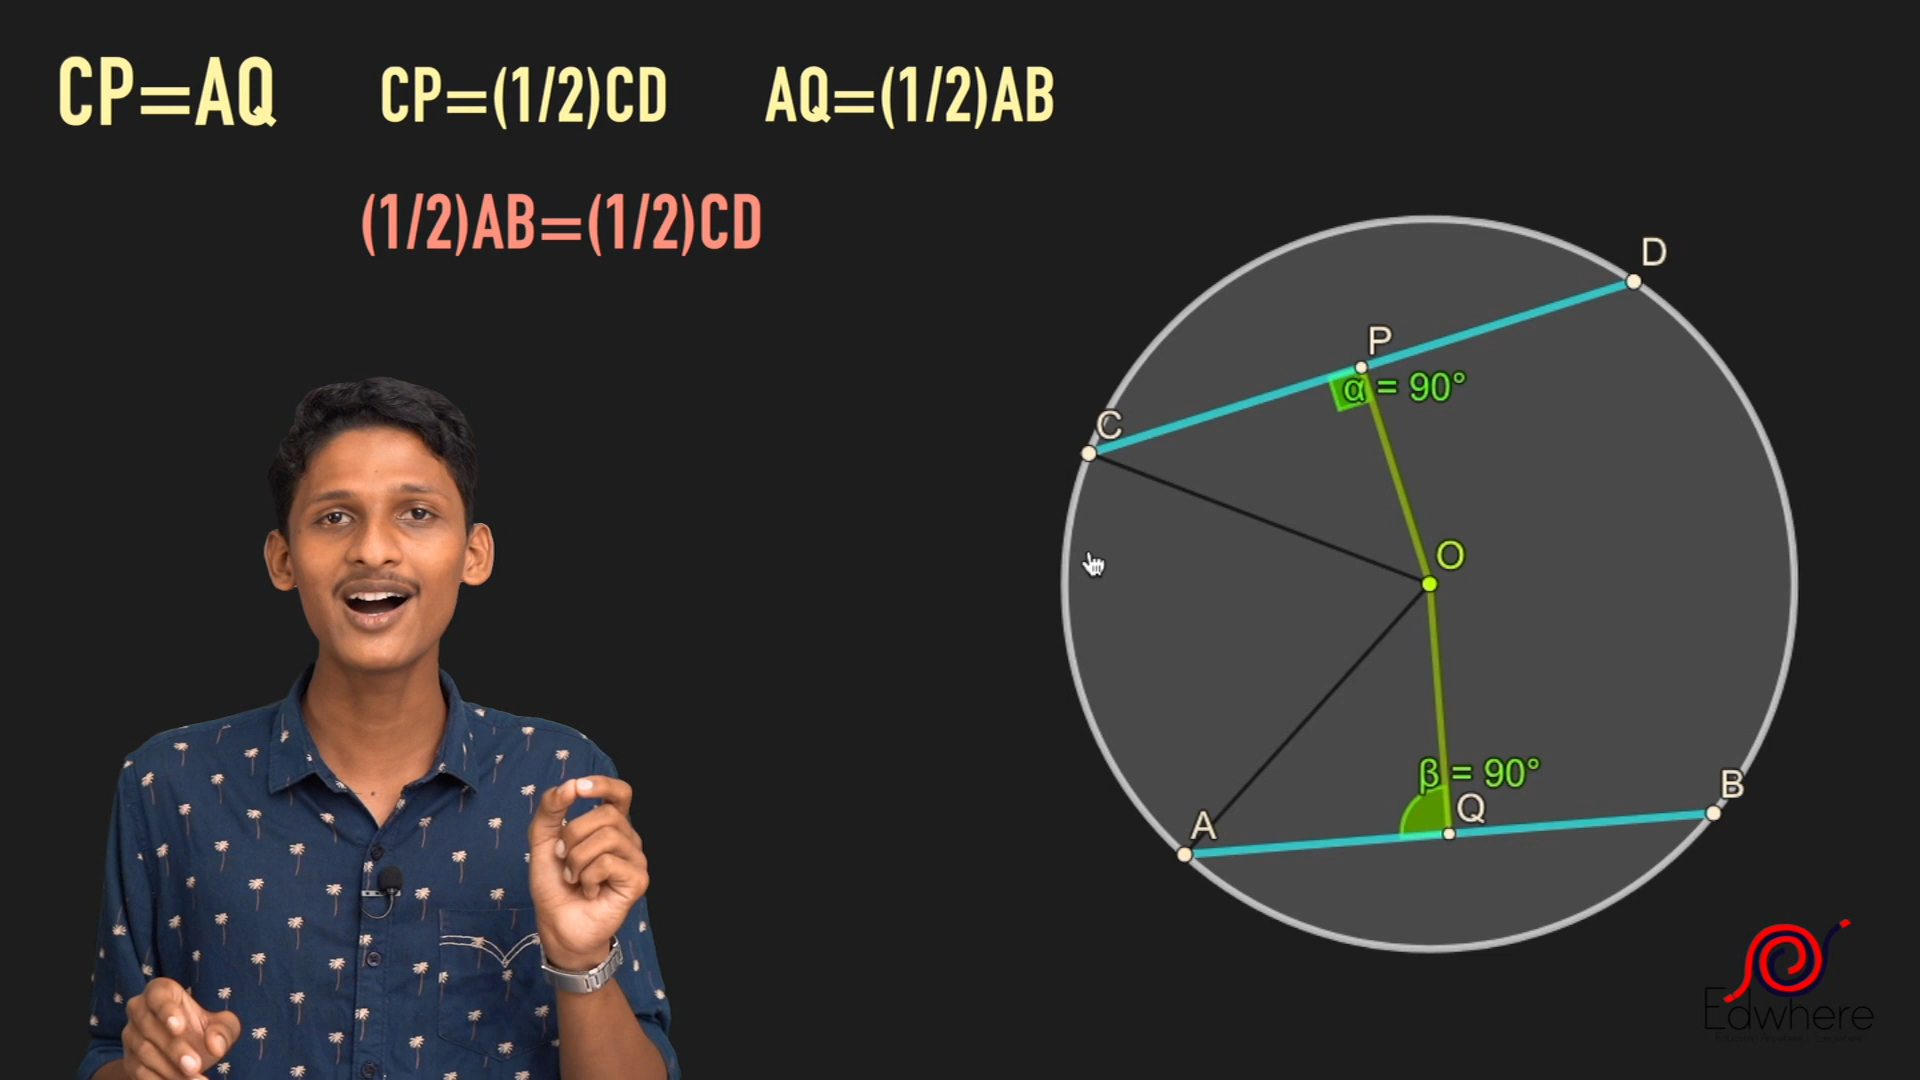 CP=AQ CP=(1/2)CD AQ=(1/2)AB
(1/2)AB=(1/2)CD
D
P
α = 90°
C
O
β = 90°
B
Q
A
Edwhere